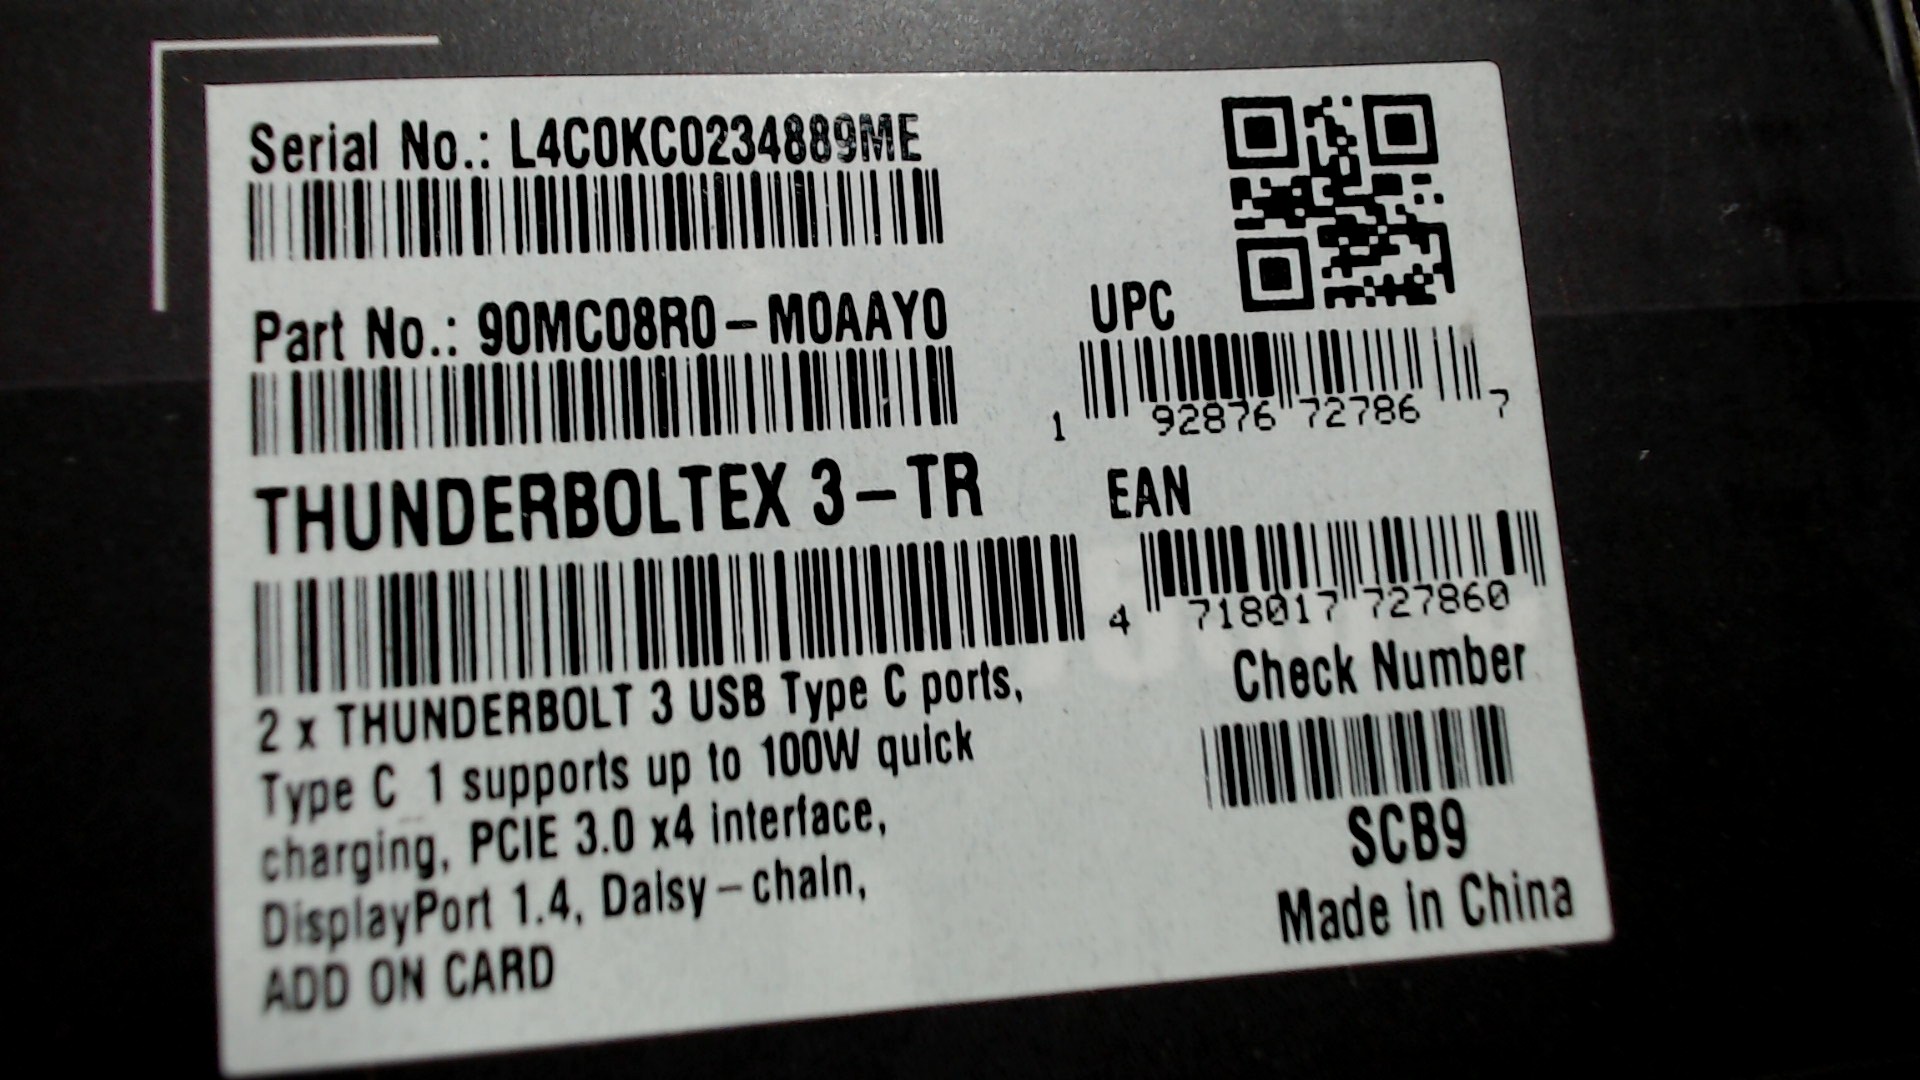 Serial No.: L4C0KC0234889ME
Part No.: 90MC08R0-M0AAY0
THUNDERBOLTEX 3-TR
2 x THUNDERBOLT 3 USB Type C ports,
Type C_1 supports up to 100W quick
charging, PCIE 3.0 x4 interface,
DisplayPort 1.4, Daisy-chain,
ADD ON CARD
UPC
1 92876 72786 7
EAN
4 718017 727860
Check Number
SCB9
Made in China